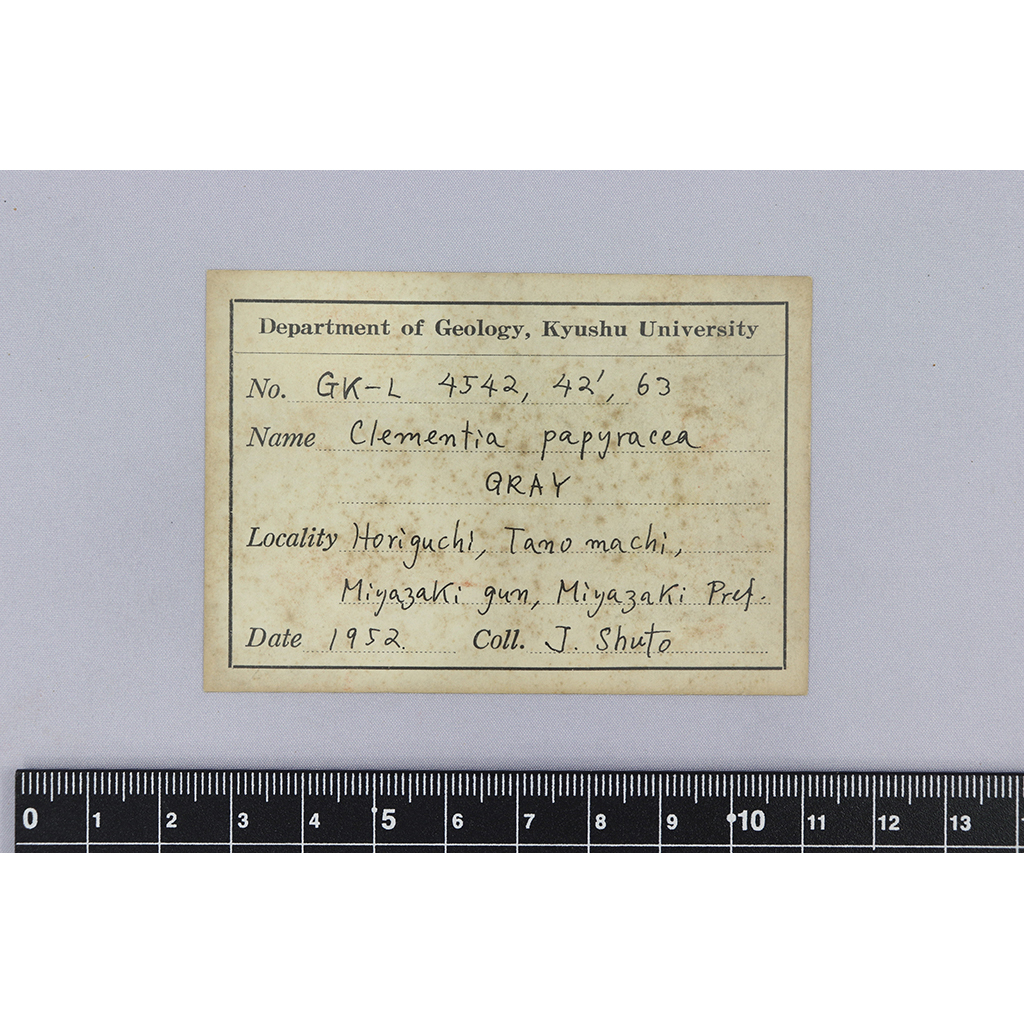 Department of Geology, Kyushu University
No. GK-L 4542, 42', 63
Name Clementia papyracea
GRAY
Locality Horiguchi, Tano machi,
Miyazaki gun, Miyazaki Pref.
Date 1952. Coll. J. Shuto
0 1 2 3 4 5 6 7 8 9 10 11 12 13